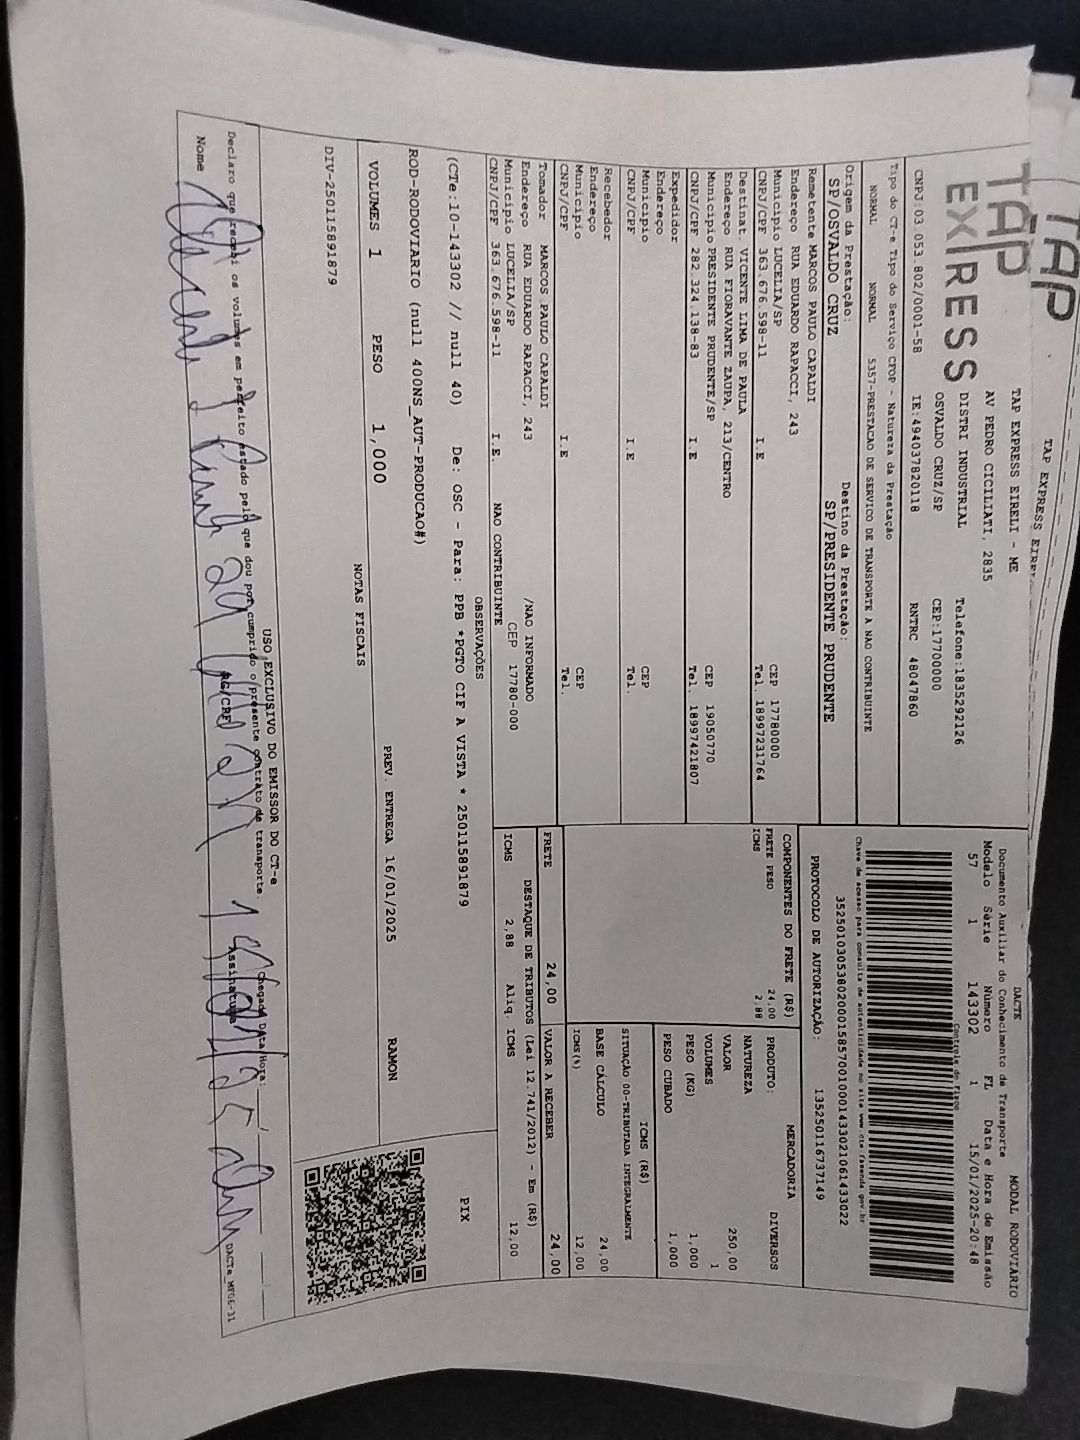 TAP
TAP EXPRESS EIREL
TAP
EXPRESS
TAP EXPRESS EIRELI - ME
AV PEDRO CICILIATI, 2835
DISTRI INDUSTRIAL
OSVALDO CRUZ/SP
Telefone:1835292126
CEP:17700000
CNPJ:03.053.802/0001-58
IE:494037820118
RNTRC 48047860
DACTE
Documento Auxiliar do Conhecimento de Transporte
MODAL RODOVIÁRIO
Modelo Série Número FL Data e Hora de Emissão
57 1 143302 1 15/01/2025-20:48
Controle do Fisco
Chave de acesso para consulta de autenticidade no site www.cte.fazenda.gov.br
PROTOCOLO DE AUTORIZAÇÃO: 135250116737149
Tipo do CT-e Tipo do Serviço CFOP - Natureza da Prestação
NORMAL NORMAL 5357-PRESTACAO DE SERVICO DE TRANSPORTE A NAO CONTRIBUINTE
Origem da Prestação: Destino da Prestação:
SP/OSVALDO CRUZ SP/PRESIDENTE PRUDENTE
Remetente MARCOS PAULO CAPALDI
Endereço RUA EDUARDO RAPACCI, 243
Município LUCELIA/SP CEP 17780000
CNPJ/CPF 363.676.598-11 I.E Tel. 18997231764
Destinat. VICENTE LIMA DE PAULA
Endereço RUA FIORAVANTE ZAUPA, 213/CENTRO
Município PRESIDENTE PRUDENTE/SP CEP 19050770
CNPJ/CPF 282.324.138-83 I.E Tel. 18997421807
Expedidor
Endereço
Município CEP
CNPJ/CPF I.E Tel.
Recebedor
Endereço
Município CEP
CNPJ/CPF I.E Tel.
Tomador MARCOS PAULO CAPALDI
Endereço RUA EDUARDO RAPACCI, 243 /NAO INFORMADO
Município LUCELIA/SP CEP 17780-000
CNPJ/CPF 363.676.598-11 I.E. NAO CONTRIBUINTE
COMPONENTES DO FRETE (R$)
FRETE PESO 24,00
ICMS 2,88
MERCADORIA
PRODUTO: DIVERSOS
NATUREZA
VALOR 250,00
VOLUMES 1
PESO (KG) 1,000
PESO CUBADO 1,000
ICMS (R$)
SITUAÇÃO 00-TRIBUTADA INTEGRALMENTE
BASE CÁLCULO 24,00
ICMS(%) 12,00
FRETE 24,00 VALOR A RECEBER 24,00
DESTAQUE DE TRIBUTOS (Lei 12.741/2012) - Em (R$)
ICMS 2,88 Aliq. ICMS 12,00
OBSERVAÇÕES
(CTe:10-143302 // null 40) De: OSC - Para: PPB *PGTO CIF A VISTA * 250115891879
ROD-RODOVIARIO (null 400NS_AUT-PRODUCAO#)
PIX
VOLUMES 1 PESO 1,000 PREV. ENTREGA 16/01/2025 RAMON
NOTAS FISCAIS
DIV-250115891879
USO EXCLUSIVO DO EMISSOR DO CT-e
Declaro que recebi os volumes em perfeito estado pelo que dou por cumprido o presente contrato de transporte.
Chegada DAta/Hora:
Nome RG/CPF Assinatura
DACTe_MF06-31